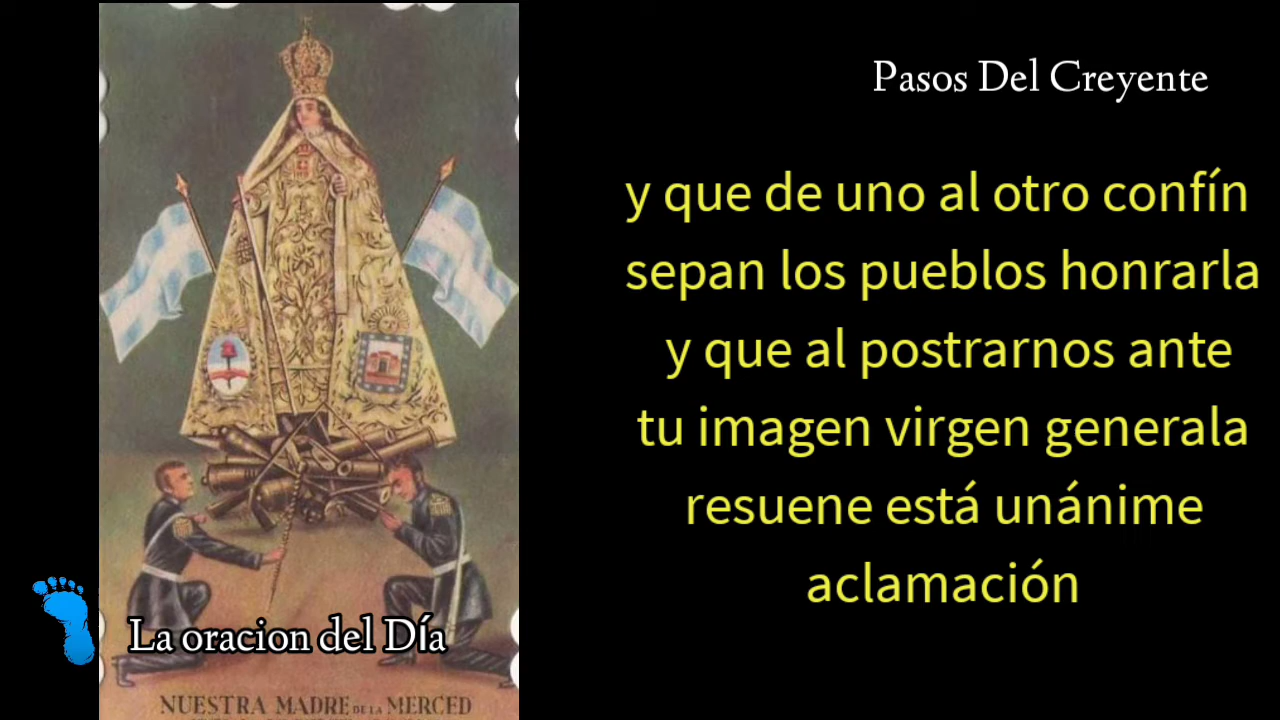 Pasos Del Creyente
y que de uno al otro confín
sepan los pueblos honrarla
y que al postrarnos ante
tu imagen virgen generala
resuene está unánime
aclamación
La oracion del Día
NUESTRA MADRE DE LA MERCED